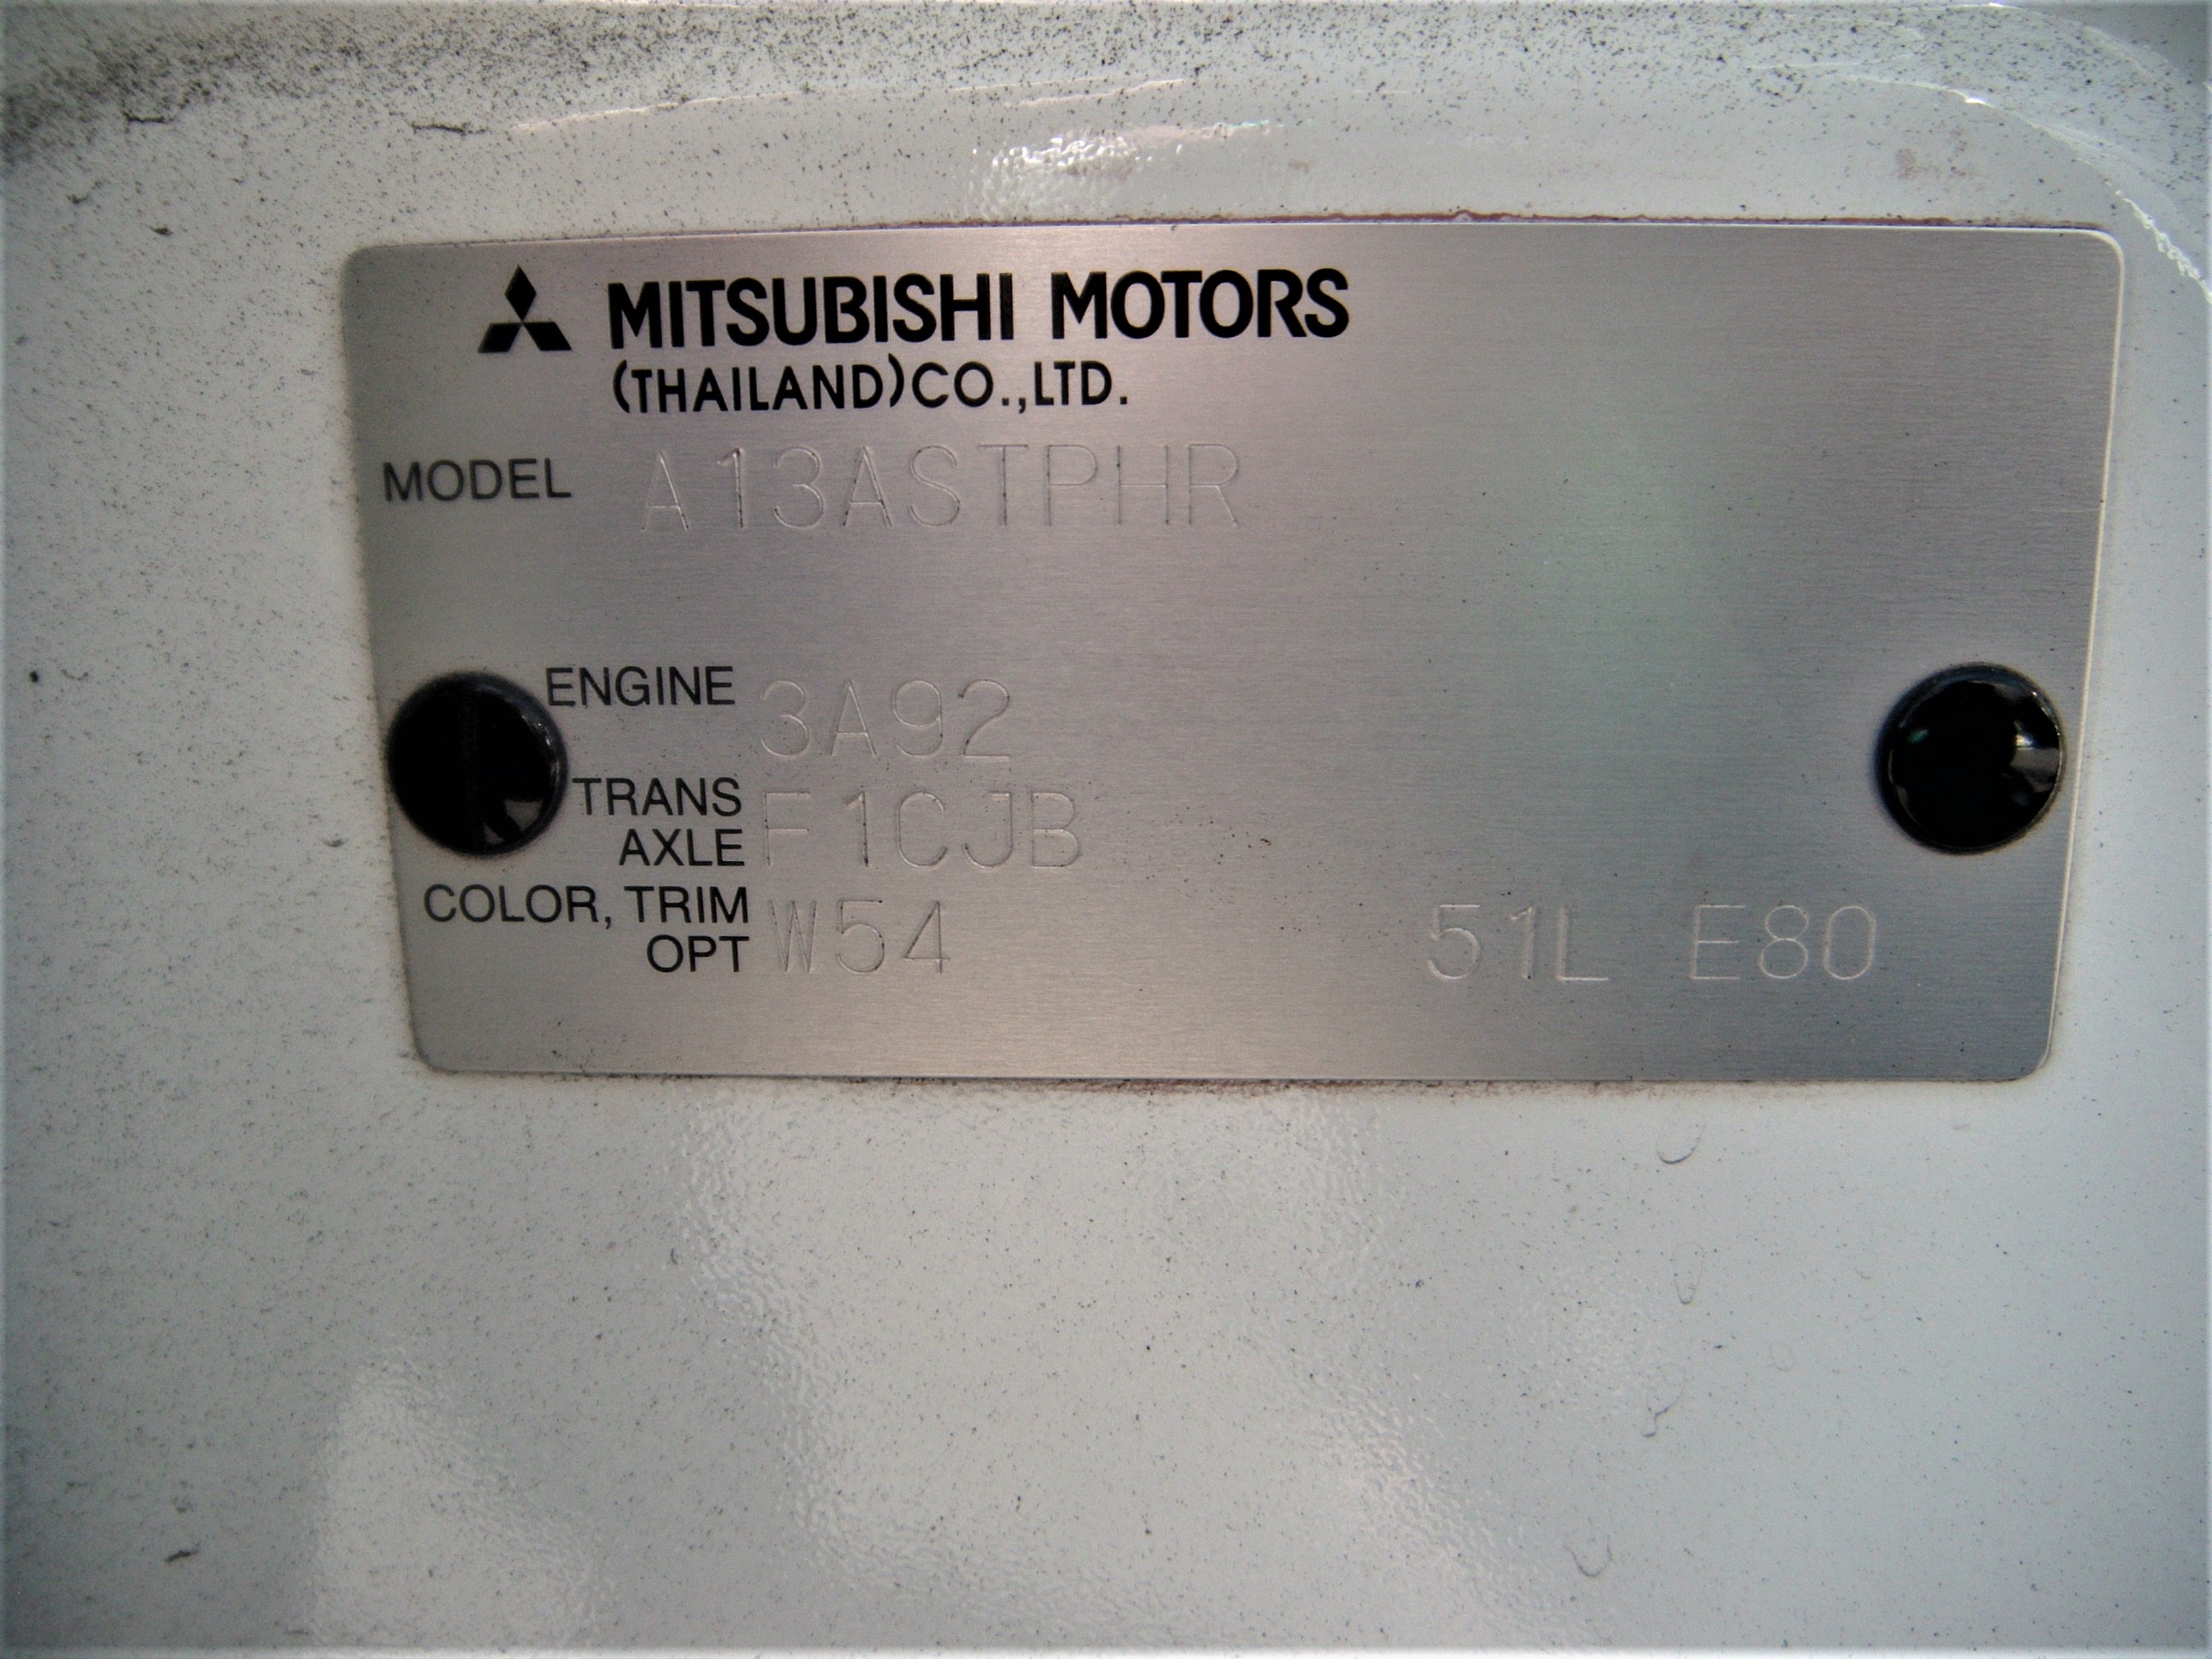 MITSUBISHI MOTORS
(THAILAND)CO.,LTD.
MODEL A13ASTPHR
ENGINE 3A92
TRANS
AXLE F1CJB
COLOR, TRIM
OPT W54 51L E80